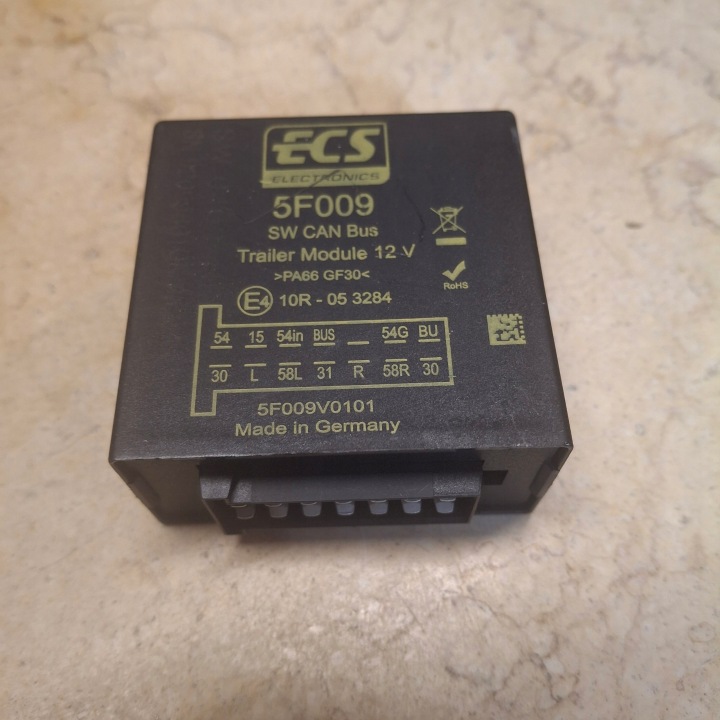 ECS
ELECTRONICS
5F009
SW CAN Bus
Trailer Module 12 V
>PA66 GF30<
RoHS
E4 10R - 05 3284
54 15 54in BUS — 54G BU
30 L 58L 31 R 58R 30
5F009V0101
Made in Germany